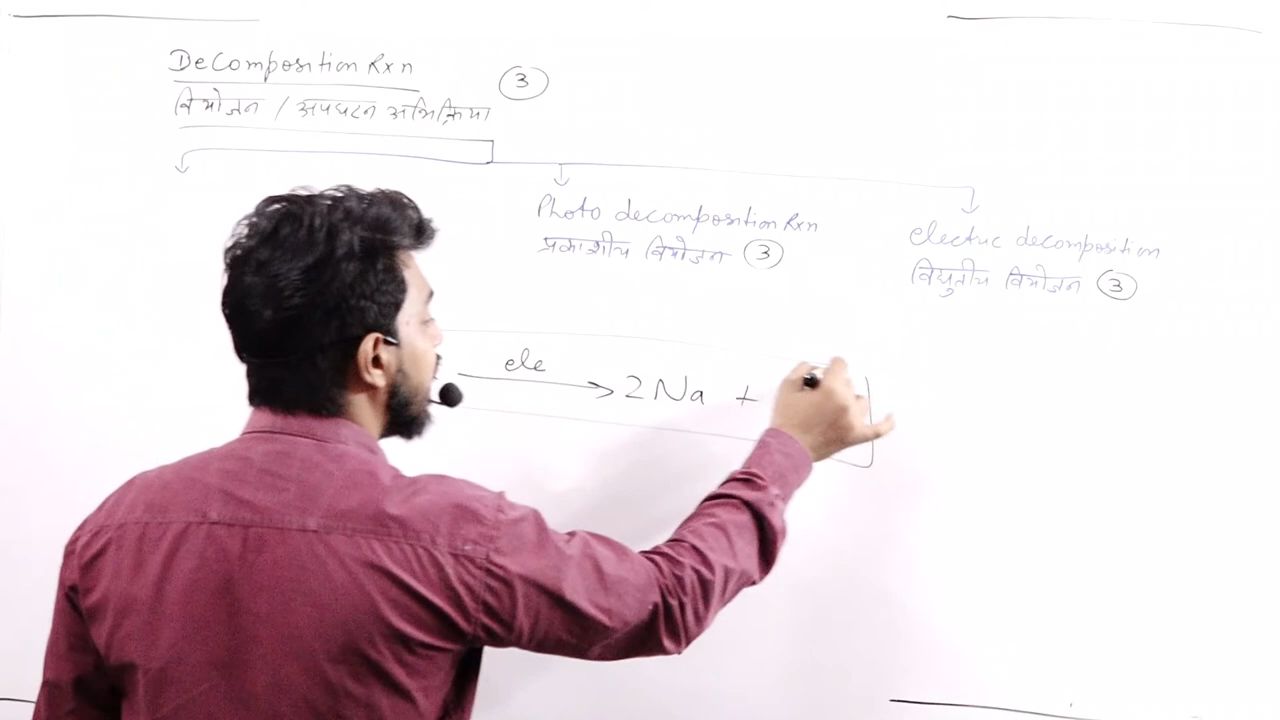 Decomposition Rxn
3
वियोजन / अपघटन अभिक्रिया
Photo decomposition Rxn
प्रकाशीय वियोजन 3
electric decomposition
विद्युतीय वियोजन 3
ele
2Na +